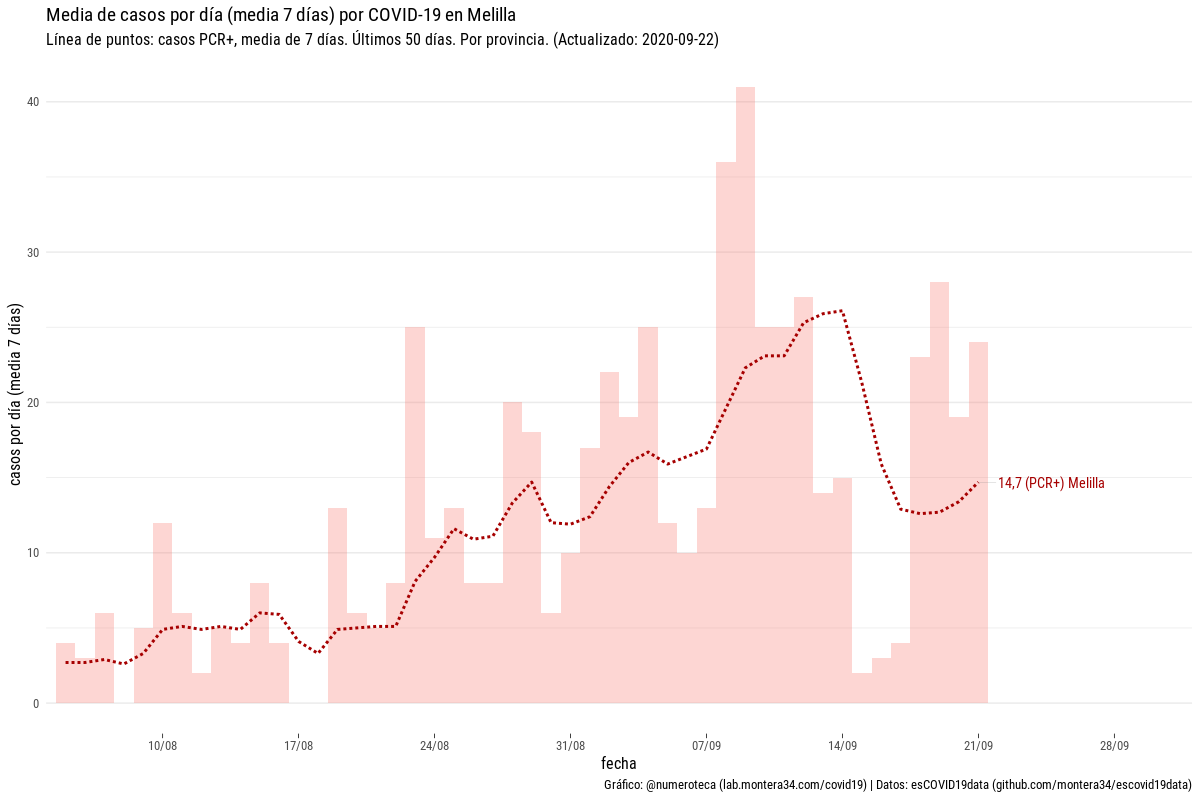 Media de casos por día (media 7 días) por COVID-19 en Melilla
Línea de puntos: casos PCR+, media de 7 días. Últimos 50 días. Por provincia. (Actualizado: 2020-09-22)
casos por día (media 7 días)
40
30
20
10
0
14,7 (PCR+) Melilla
10/08 17/08 24/08 31/08 07/09 14/09 21/09 28/09
fecha
Gráfico: @numeroteca (lab.montera34.com/covid19) | Datos: esCOVID19data (github.com/montera34/escovid19data)